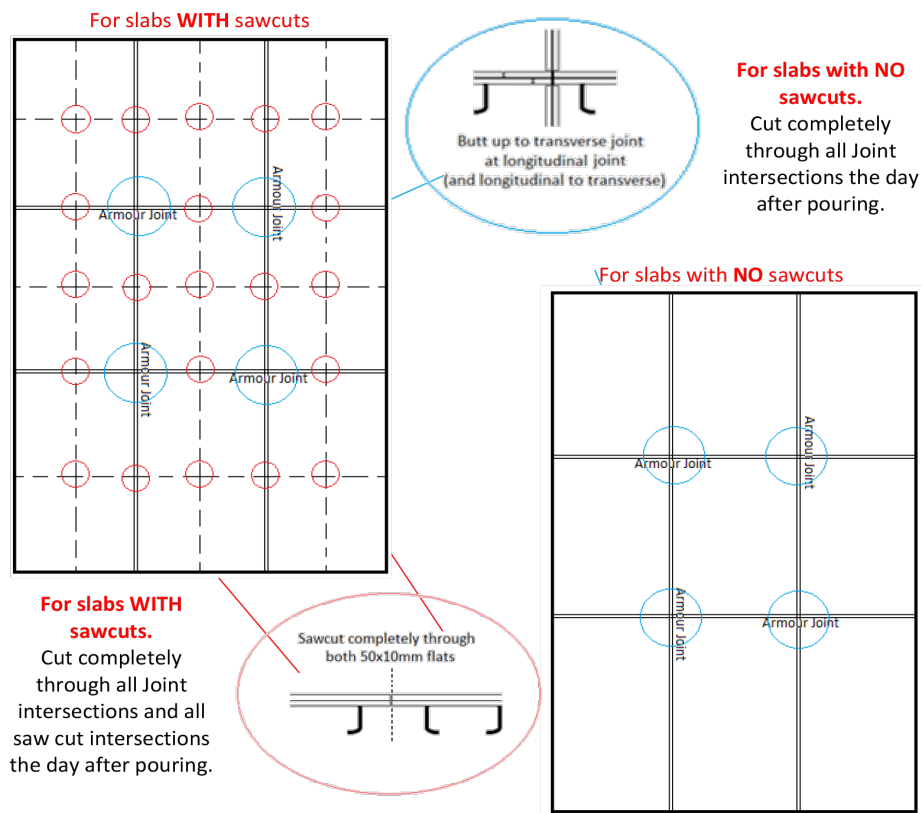 For slabs WITH sawcuts
Butt up to transverse joint
at longitudinal joint
(and longitudinal to transverse)
For slabs with NO
sawcuts.
Cut completely
through all Joint
intersections the day
after pouring.
Armour Joint
Armour Joint
Armour Joint
Armour Joint
For slabs with NO sawcuts
Armour Joint
Armour Joint
Armour Joint
Armour Joint
For slabs WITH
sawcuts.
Cut completely
through all Joint
intersections and all
saw cut intersections
the day after pouring.
Sawcut completely through
both 50x10mm flats